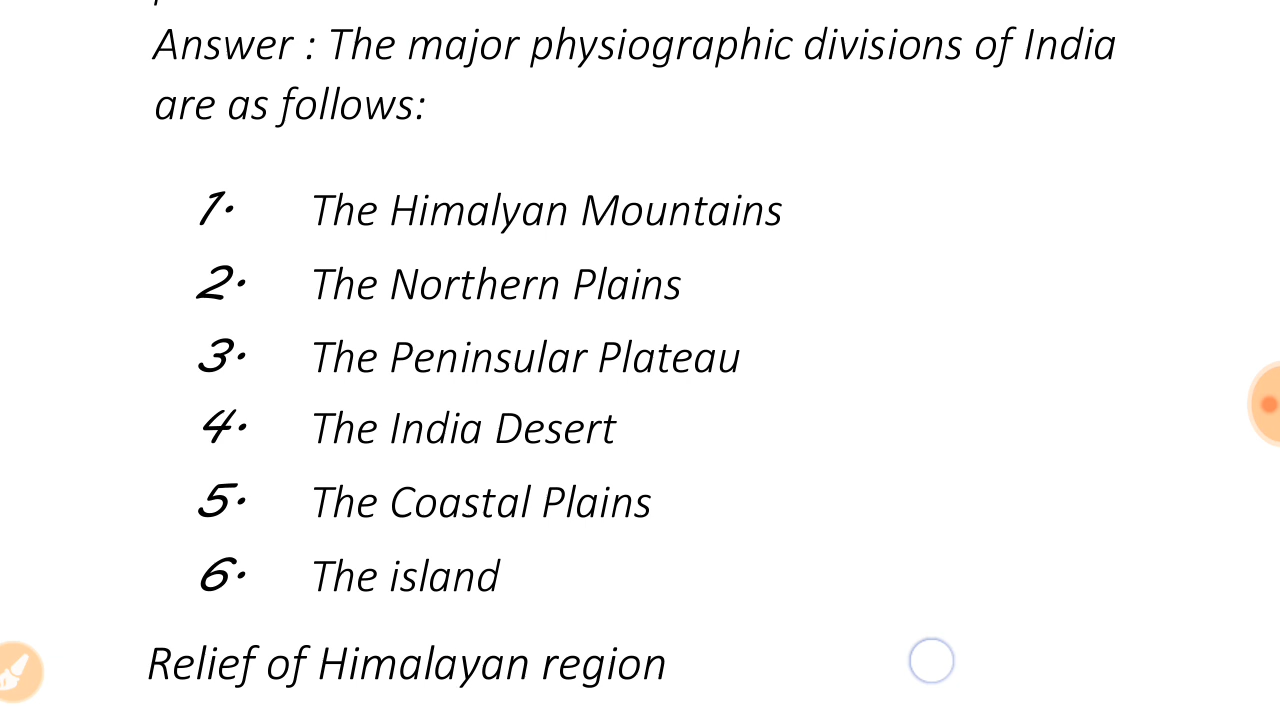 Answer : The major physiographic divisions of India
are as follows:
1. The Himalyan Mountains
2. The Northern Plains
3. The Peninsular Plateau
4. The India Desert
5. The Coastal Plains
6. The island
Relief of Himalayan region